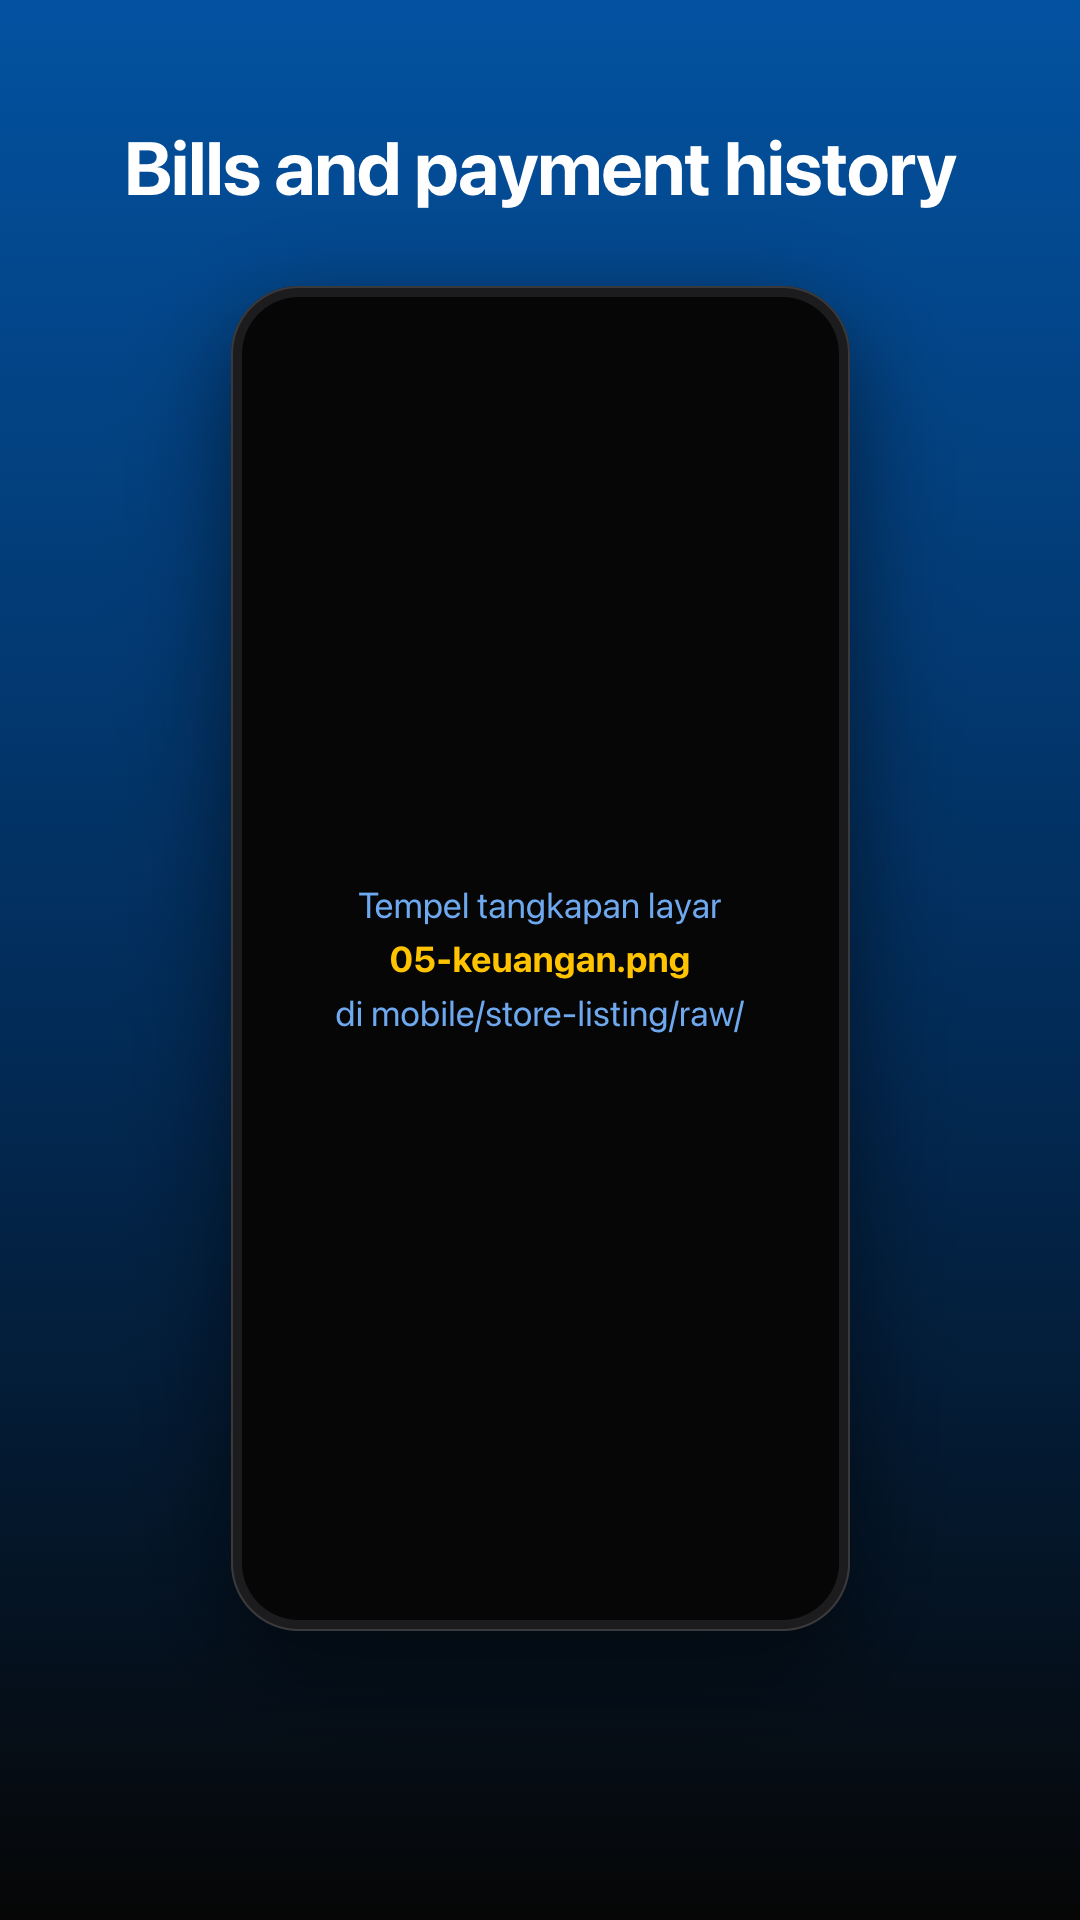 Bills and payment history
Tempel tangkapan layar
05-keuangan.png
di mobile/store-listing/raw/